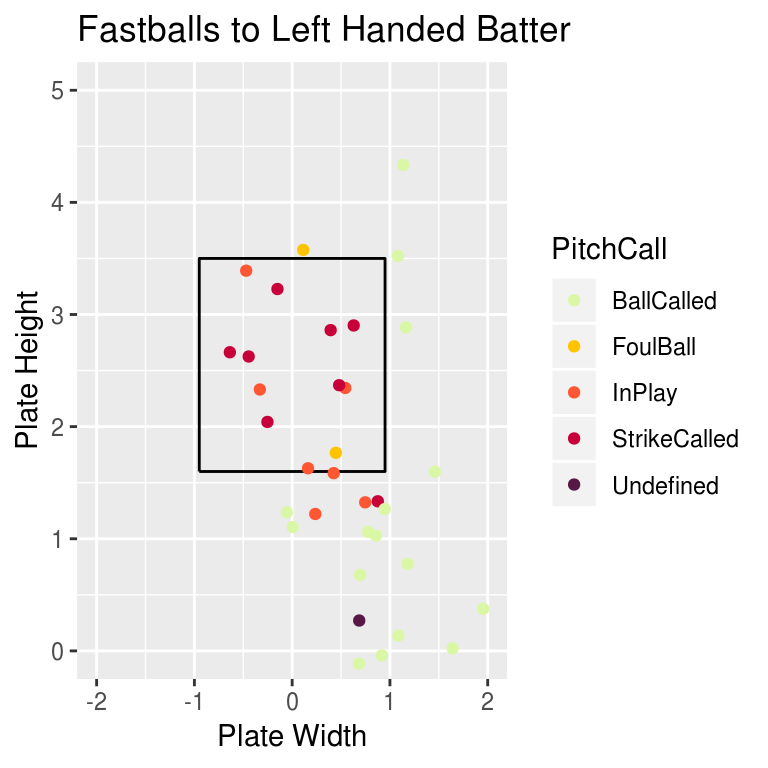 Fastballs to Left Handed Batter
5
4
3
2
1
0
-2 -1 0 1 2
Plate Height
Plate Width
PitchCall
BallCalled
FoulBall
InPlay
StrikeCalled
Undefined